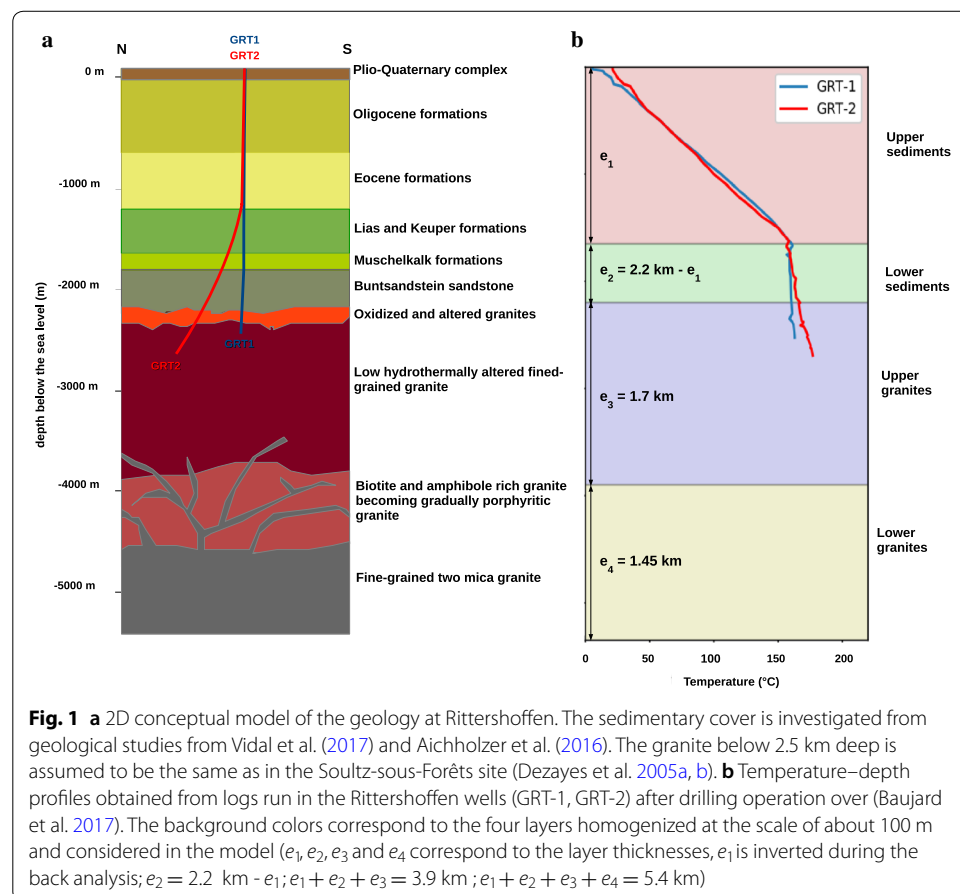 a
N
GRT1
GRT2
S
0 m
-1000 m
-2000 m
-3000 m
-4000 m
-5000 m
depth below the sea level (m)
GRT1
GRT2
Plio-Quaternary complex
Oligocene formations
Eocene formations
Lias and Keuper formations
Muschelkalk formations
Buntsandstein sandstone
Oxidized and altered granites
Low hydrothermally altered fined-
grained granite
Biotite and amphibole rich granite
becoming gradually porphyritic
granite
Fine-grained two mica granite
b
GRT-1
GRT-2
e1
e2 = 2.2 km - e1
e3 = 1.7 km
e4 = 1.45 km
Upper
sediments
Lower
sediments
Upper
granites
Lower
granites
0 50 100 150 200
Temperature (°C)
Fig. 1 a 2D conceptual model of the geology at Rittershoffen. The sedimentary cover is investigated from
geological studies from Vidal et al. (2017) and Aichholzer et al. (2016). The granite below 2.5 km deep is
assumed to be the same as in the Soultz-sous-Forêts site (Dezayes et al. 2005a, b). b Temperature–depth
profiles obtained from logs run in the Rittershoffen wells (GRT-1, GRT-2) after drilling operation over (Baujard
et al. 2017). The background colors correspond to the four layers homogenized at the scale of about 100 m
and considered in the model (e1, e2, e3 and e4 correspond to the layer thicknesses, e1 is inverted during the
back analysis; e2 = 2.2 km - e1; e1 + e2 + e3 = 3.9 km ; e1 + e2 + e3 + e4 = 5.4 km)